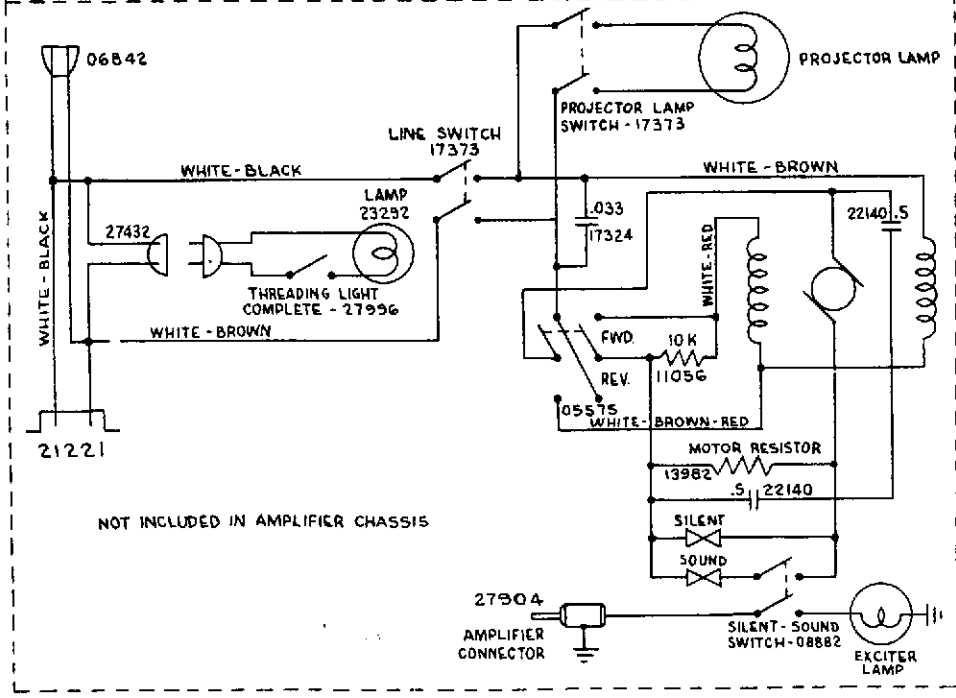 06842
PROJECTOR LAMP
PROJECTOR LAMP
SWITCH - 17373
LINE SWITCH
17373
WHITE - BLACK
WHITE - BROWN
LAMP
23292
.033
17324
22140 .5
27432
WHITE - BLACK
WHITE - RED
THREADING LIGHT
COMPLETE - 27996
WHITE - BROWN
FWD.
10 K
11056
REV.
05575
WHITE - BROWN - RED
21221
MOTOR RESISTOR
13982
.5 22140
NOT INCLUDED IN AMPLIFIER CHASSIS
SILENT
SOUND
27904
AMPLIFIER
CONNECTOR
SILENT - SOUND
SWITCH - 08882
EXCITER
LAMP